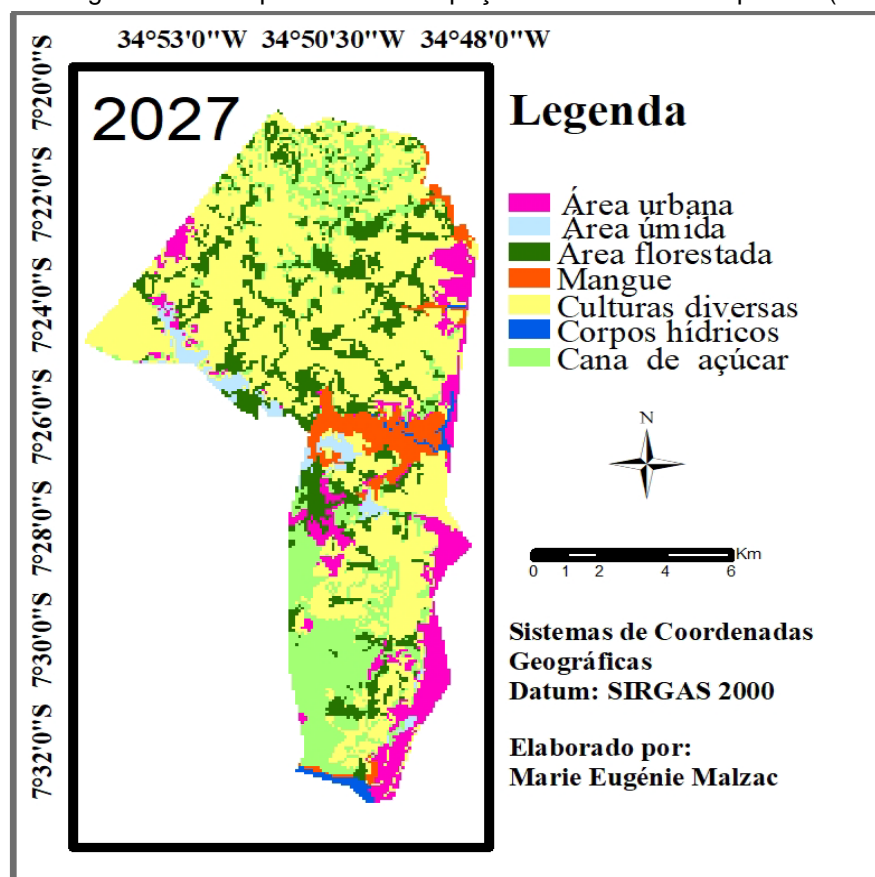 34°53'0"W 34°50'30"W 34°48'0"W
7°20'0"S
7°22'0"S
7°24'0"S
7°26'0"S
7°28'0"S
7°30'0"S
7°32'0"S
2027
Legenda
Área urbana
Área úmida
Área florestada
Mangue
Culturas diversas
Corpos hídricos
Cana de açúcar
N
Km
0 1 2 4 6
Sistemas de Coordenadas
Geográficas
Datum: SIRGAS 2000
Elaborado por:
Marie Eugénie Malzac